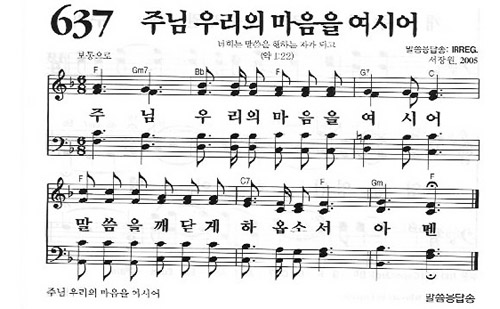 637 주님 우리의 마음을 여시어
너희는 말씀을 행하는 자가 되고
보통으로 (약 1:22) 말씀응답송: IRREG.
서장원, 2005
F Gm7 Bb F G7 C
주 님 우 리 의 마 음 을 여 시 어
F C7 F Gm F
말 씀 을 깨 닫 게 하 옵소 서 아 멘
주님 우리의 마음을 여시어 말씀응답송